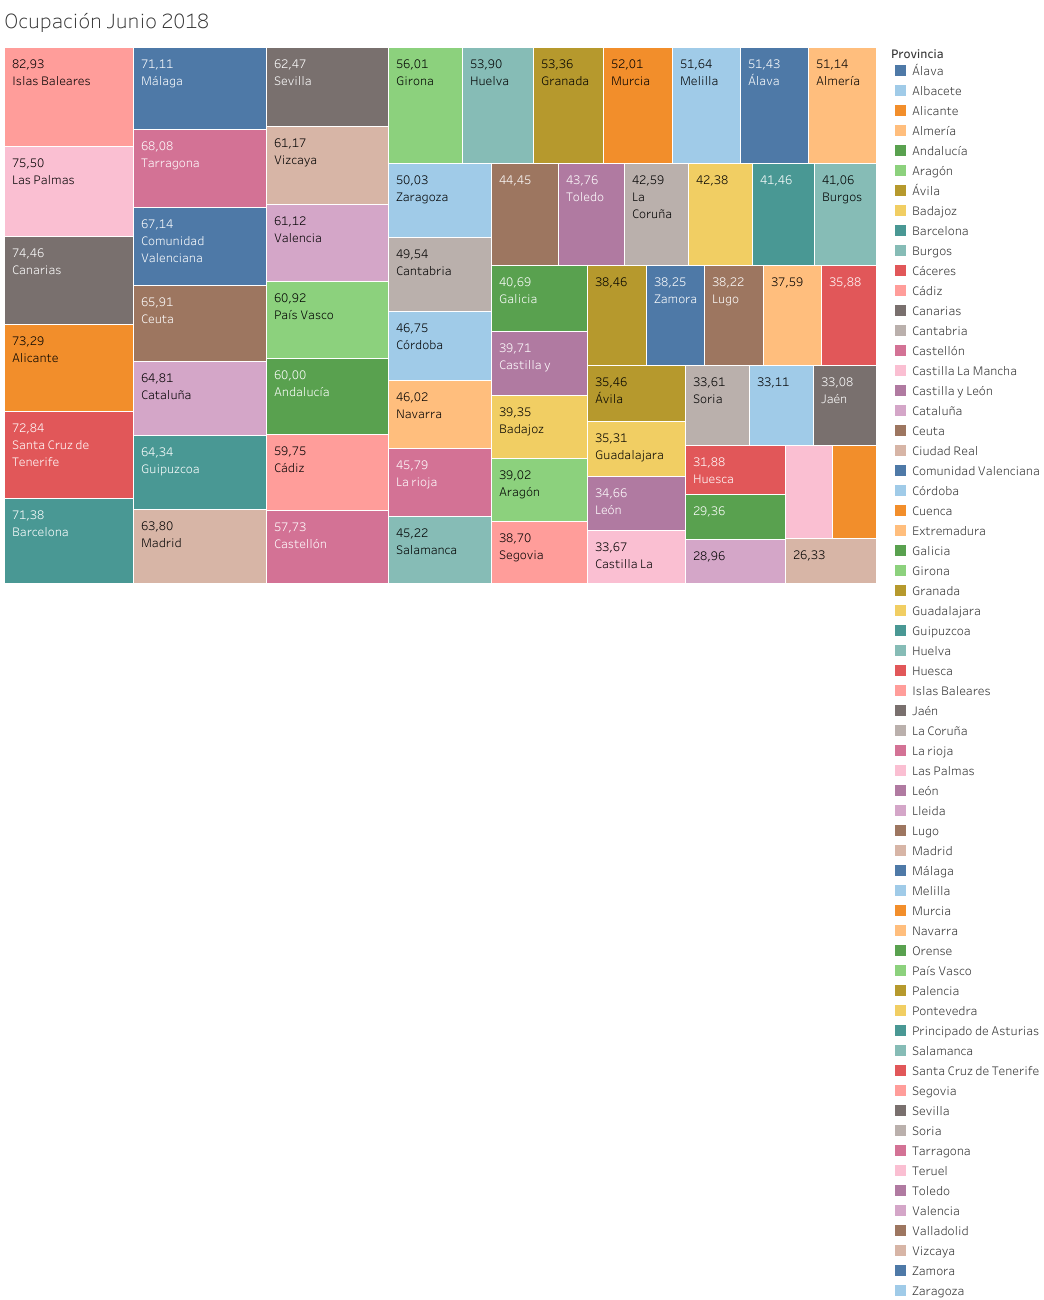 Ocupación Junio 2018
82,93
Islas Baleares
75,50
Las Palmas
74,46
Canarias
73,29
Alicante
72,84
Santa Cruz de
Tenerife
71,38
Barcelona
71,11
Málaga
68,08
Tarragona
67,14
Comunidad
Valenciana
65,91
Ceuta
64,81
Cataluña
64,34
Guipuzcoa
63,80
Madrid
62,47
Sevilla
61,17
Vizcaya
61,12
Valencia
60,92
País Vasco
60,00
Andalucía
59,75
Cádiz
57,73
Castellón
56,01
Girona
53,90
Huelva
53,36
Granada
52,01
Murcia
51,64
Melilla
51,43
Álava
51,14
Almería
50,03
Zaragoza
49,54
Cantabria
46,75
Córdoba
46,02
Navarra
45,79
La rioja
45,22
Salamanca
44,45
43,76
Toledo
42,59
La
Coruña
42,38
41,46
41,06
Burgos
40,69
Galicia
39,71
Castilla y
39,35
Badajoz
39,02
Aragón
38,70
Segovia
38,46
38,25
Zamora
38,22
Lugo
37,59
35,88
35,46
Ávila
35,31
Guadalajara
34,66
León
33,67
Castilla La
33,61
Soria
33,11
33,08
Jaén
31,88
Huesca
29,36
28,96
26,33
Provincia
Álava
Albacete
Alicante
Almería
Andalucía
Aragón
Ávila
Badajoz
Barcelona
Burgos
Cáceres
Cádiz
Canarias
Cantabria
Castellón
Castilla La Mancha
Castilla y León
Cataluña
Ceuta
Ciudad Real
Comunidad Valenciana
Córdoba
Cuenca
Extremadura
Galicia
Girona
Granada
Guadalajara
Guipuzcoa
Huelva
Huesca
Islas Baleares
Jaén
La Coruña
La rioja
Las Palmas
León
Lleida
Lugo
Madrid
Málaga
Melilla
Murcia
Navarra
Orense
País Vasco
Palencia
Pontevedra
Principado de Asturias
Salamanca
Santa Cruz de Tenerife
Segovia
Sevilla
Soria
Tarragona
Teruel
Toledo
Valencia
Valladolid
Vizcaya
Zamora
Zaragoza